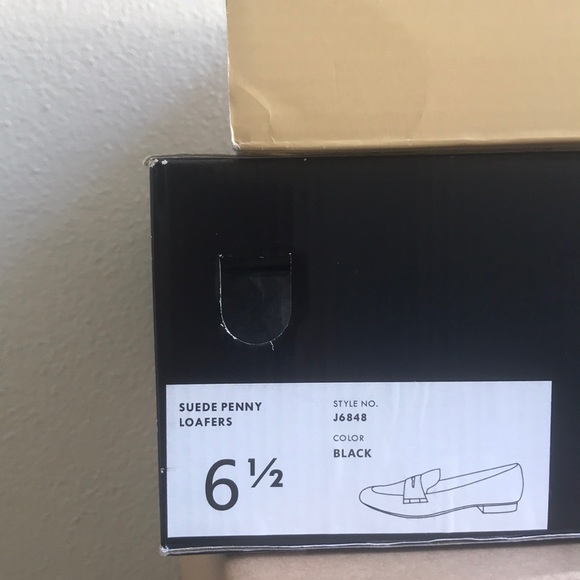 SUEDE PENNY
LOAFERS
6 ½
STYLE NO.
J6848
COLOR
BLACK